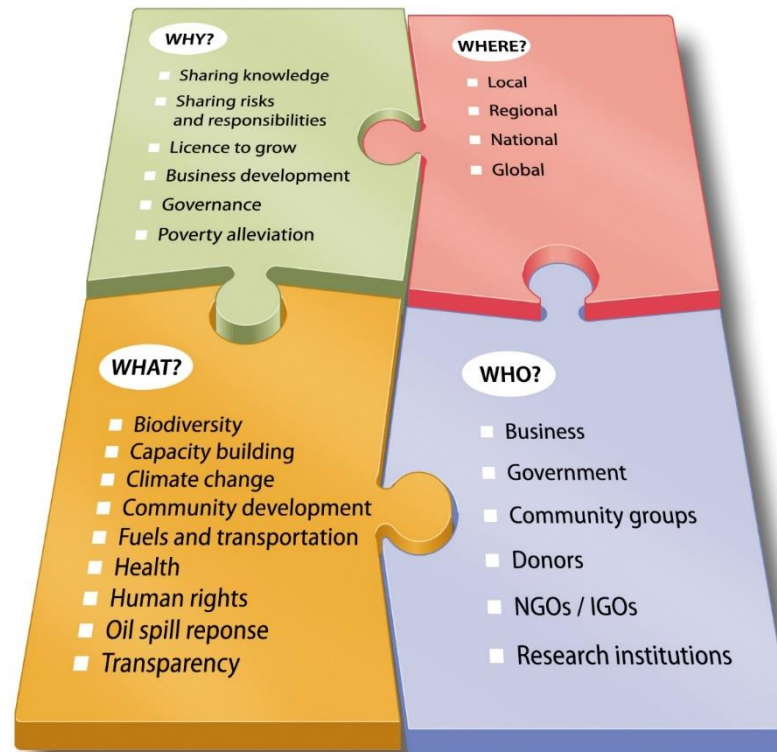 WHY?
Sharing knowledge
Sharing risks
and responsibilities
Licence to grow
Business development
Governance
Poverty alleviation
WHERE?
Local
Regional
National
Global
WHAT?
Biodiversity
Capacity building
Climate change
Community development
Fuels and transportation
Health
Human rights
Oil spill reponse
Transparency
WHO?
Business
Government
Community groups
Donors
NGOs / IGOs
Research institutions